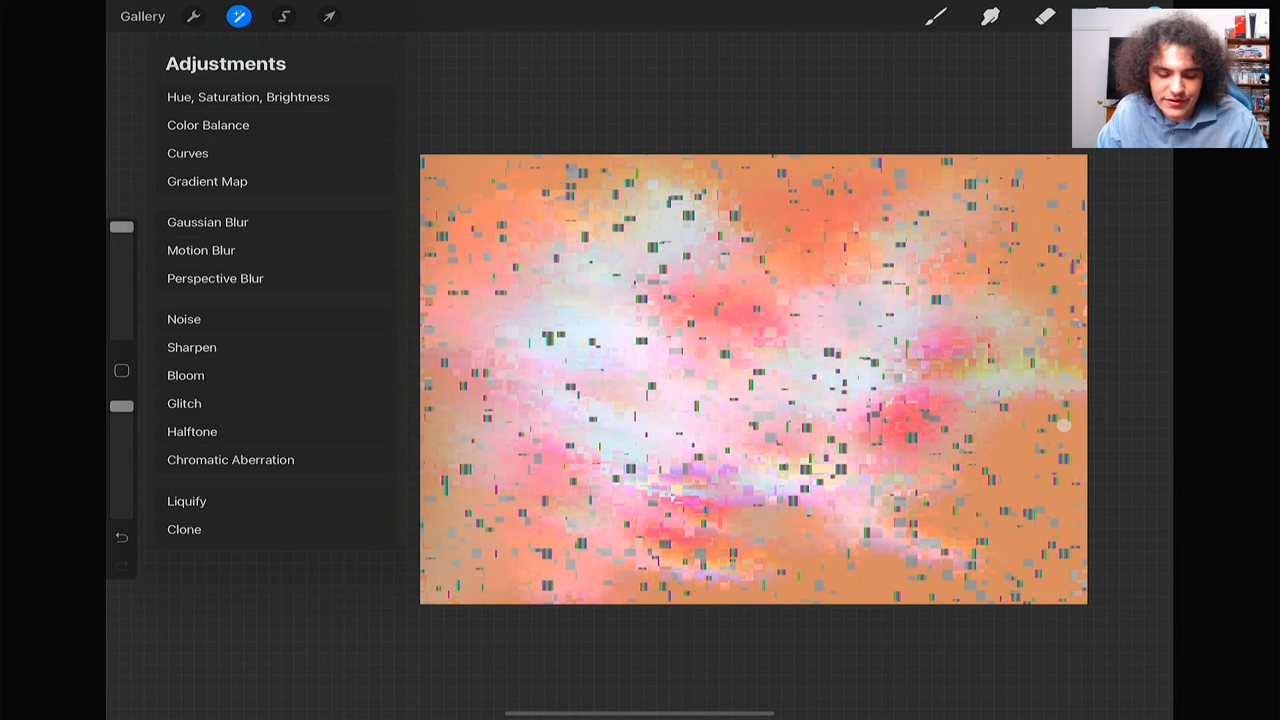 Gallery
Adjustments
Hue, Saturation, Brightness
Color Balance
Curves
Gradient Map
Gaussian Blur
Motion Blur
Perspective Blur
Noise
Sharpen
Bloom
Glitch
Halftone
Chromatic Aberration
Liquify
Clone